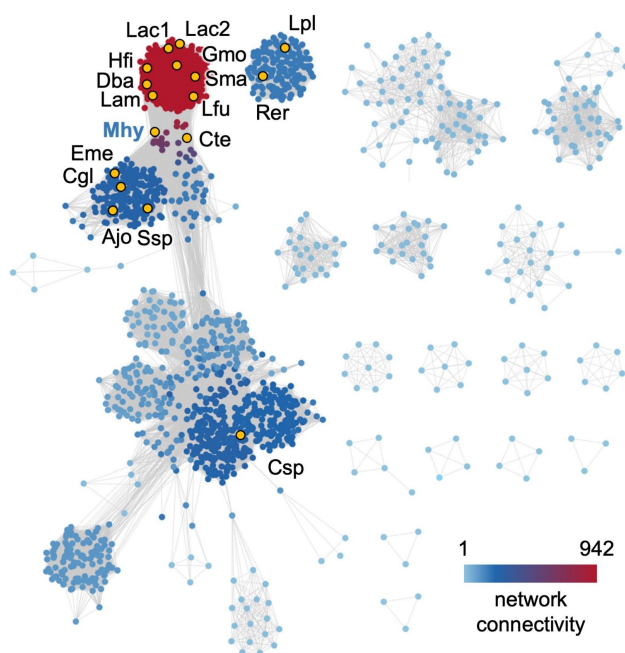 Lac1 Lac2 Lpl
Hfi Gmo
Dba Sma
Lam Lfu Rer
Mhy Cte
Eme
Cgl
Ajo Ssp
Csp
1 942
network
connectivity